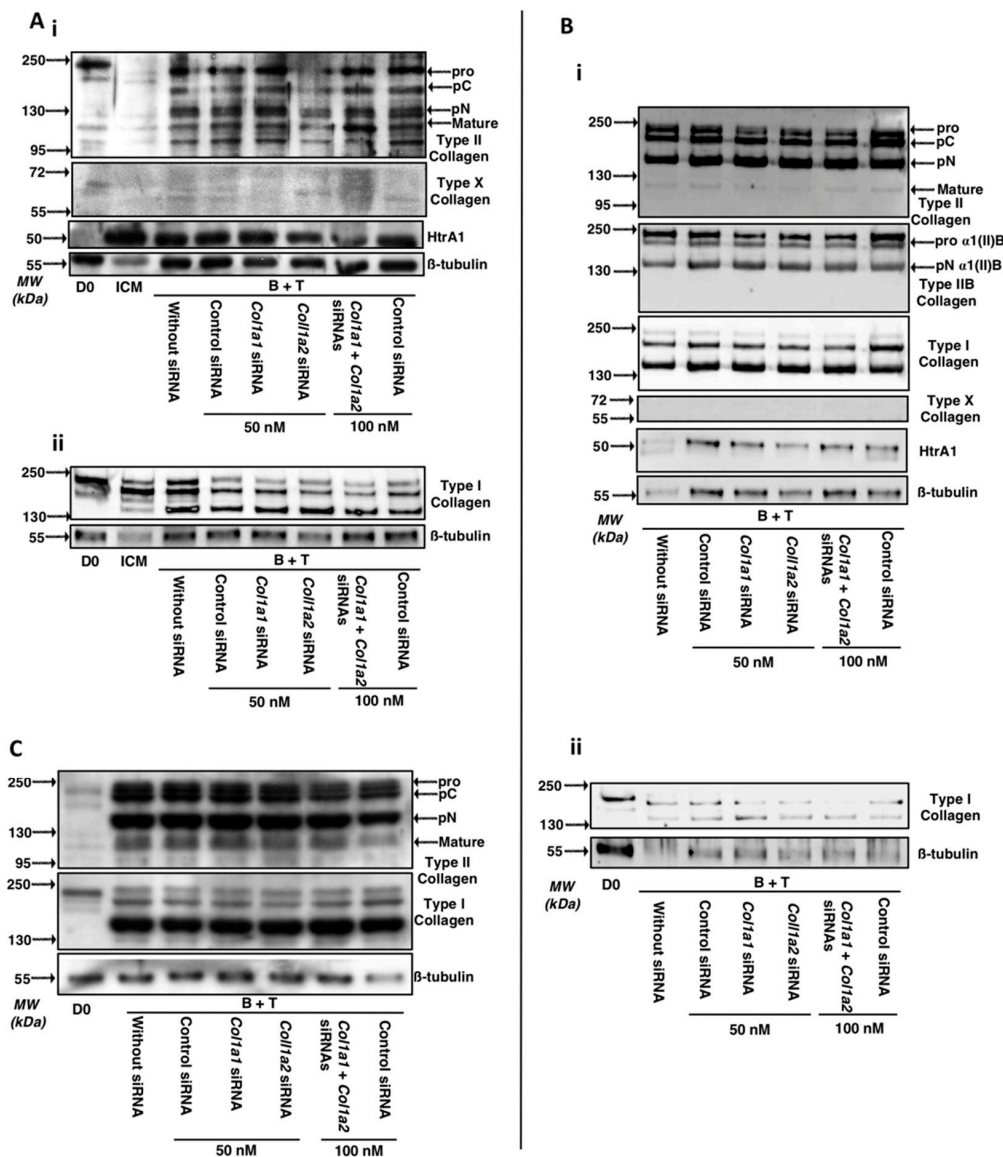 A
i
250
130
95
72
55
50
55
pro
pC
pN
Mature
Type II
Collagen
Type X
Collagen
HtrA1
ß-tubulin
MW
(kDa)
D0
ICM
B + T
Without siRNA
Control siRNA
Col1a1 siRNA
Coll1a2 siRNA
Col1a1 + Col1a2
siRNAs
Control siRNA
50 nM
100 nM
ii
250
130
55
Type I
Collagen
ß-tubulin
MW
(kDa)
D0
ICM
B + T
Without siRNA
Control siRNA
Col1a1 siRNA
Coll1a2 siRNA
Col1a1 + Col1a2
siRNAs
Control siRNA
50 nM
100 nM
C
250
130
95
250
130
55
pro
pC
pN
Mature
Type II
Collagen
Type I
Collagen
ß-tubulin
MW
(kDa)
D0
B + T
Without siRNA
Control siRNA
Col1a1 siRNA
Coll1a2 siRNA
Col1a1 + Col1a2
siRNAs
Control siRNA
50 nM
100 nM
B
i
250
130
95
250
130
250
130
72
55
50
55
pro
pC
pN
Mature
Type II
Collagen
pro α1(II)B
pN α1(II)B
Type IIB
Collagen
Type I
Collagen
Type X
Collagen
HtrA1
ß-tubulin
MW
(kDa)
B + T
Without siRNA
Control siRNA
Col1a1 siRNA
Coll1a2 siRNA
Col1a1 + Col1a2
siRNAs
Control siRNA
50 nM
100 nM
ii
250
130
55
Type I
Collagen
ß-tubulin
MW
(kDa)
D0
B + T
Without siRNA
Control siRNA
Col1a1 siRNA
Coll1a2 siRNA
Col1a1 + Col1a2
siRNAs
Control siRNA
50 nM
100 nM